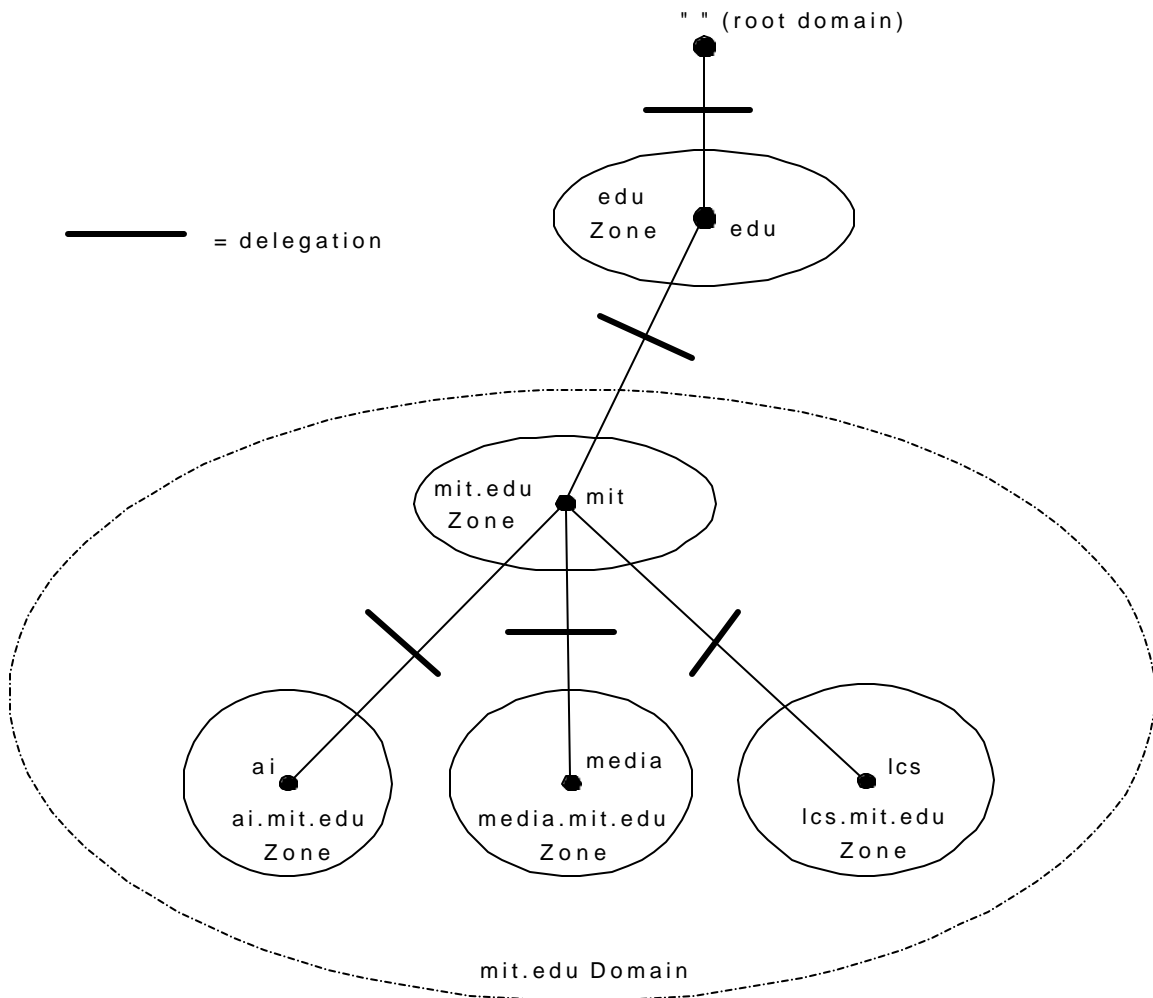 " " (root domain)
edu
Zone
edu
= delegation
mit.edu
Zone
mit
ai
ai.mit.edu
Zone
media
media.mit.edu
Zone
lcs
lcs.mit.edu
Zone
mit.edu Domain